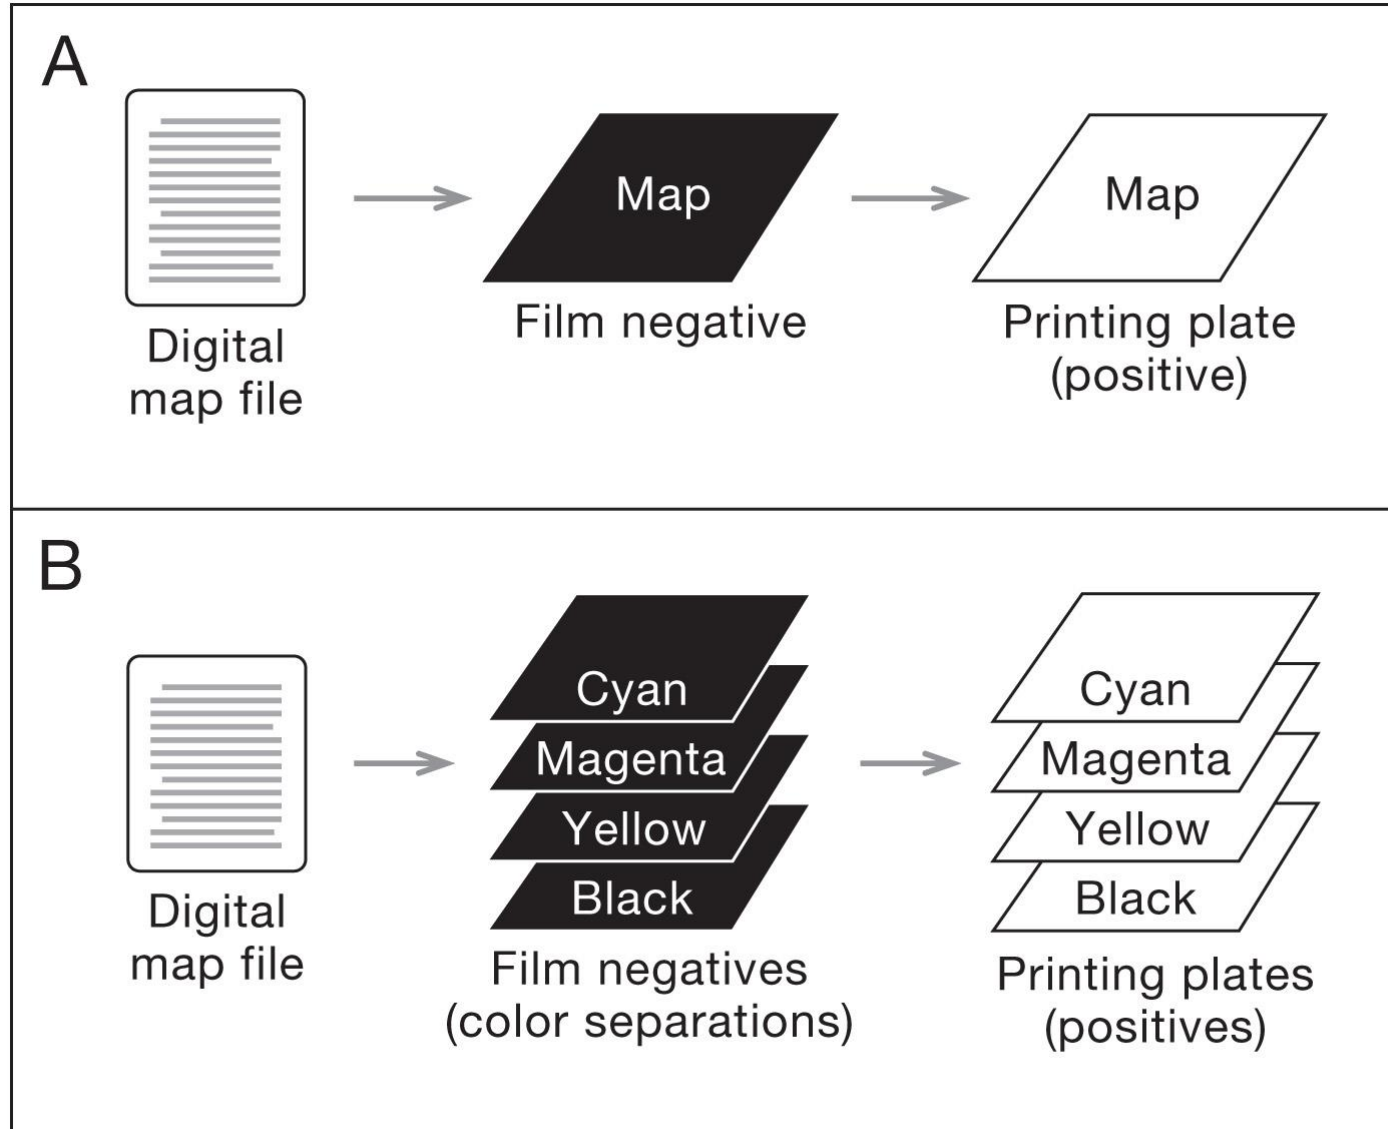 A
Map
Map
Digital
map file
Film negative
Printing plate
(positive)
B
Cyan
Magenta
Yellow
Black
Cyan
Magenta
Yellow
Black
Digital
map file
Film negatives
(color separations)
Printing plates
(positives)